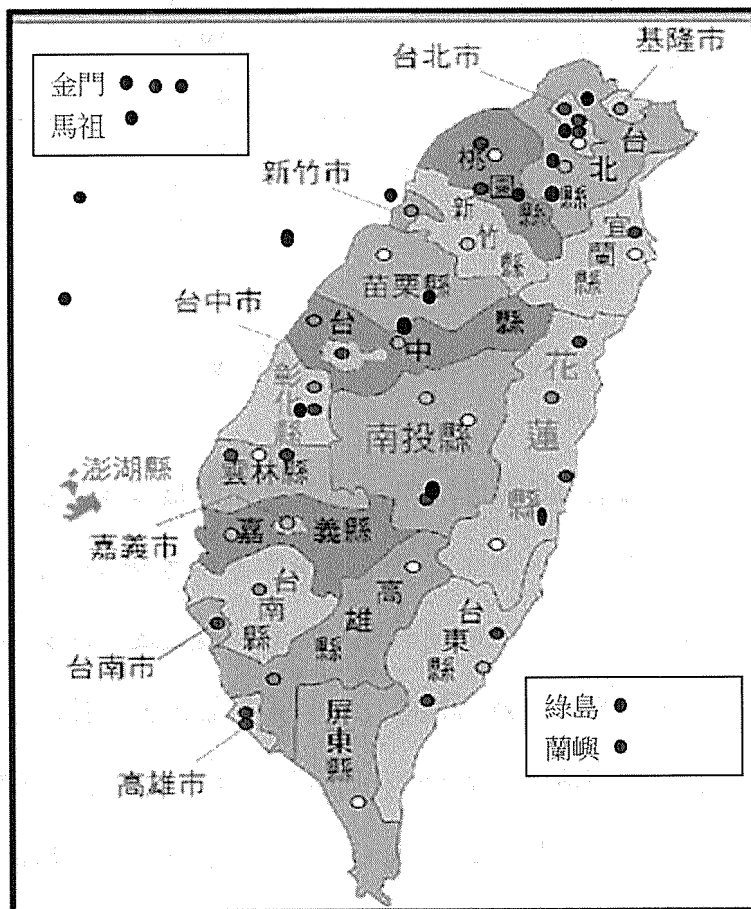 基隆市
台北市
金門
馬祖
台北縣
桃園縣
新竹市
新竹縣
宜蘭縣
苗栗縣
台中市
台中縣
花蓮縣
彰化縣
南投縣
澎湖縣
雲林縣
嘉義市
嘉義縣
台南縣
高雄縣
台東縣
台南市
屏東縣
綠島
蘭嶼
高雄市